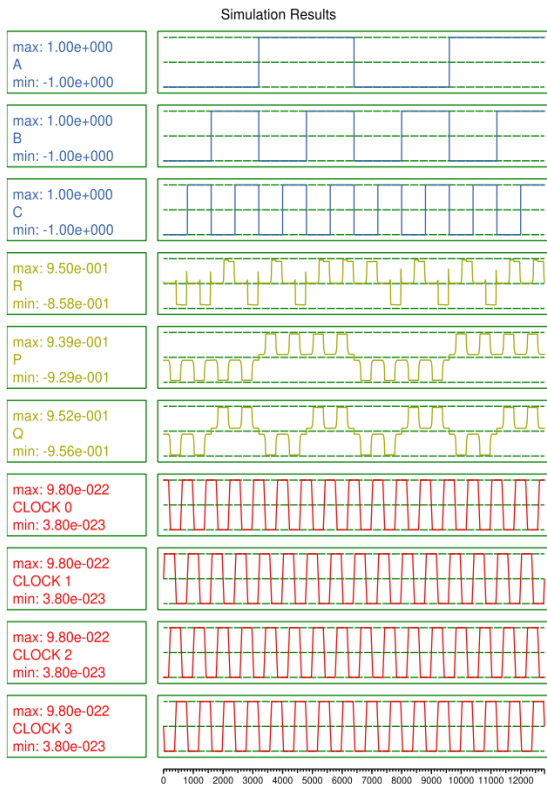 Simulation Results
max: 1.00e+000
A
min: -1.00e+000
max: 1.00e+000
B
min: -1.00e+000
max: 1.00e+000
C
min: -1.00e+000
max: 9.50e-001
R
min: -8.58e-001
max: 9.39e-001
P
min: -9.29e-001
max: 9.52e-001
Q
min: -9.56e-001
max: 9.80e-022
CLOCK 0
min: 3.80e-023
max: 9.80e-022
CLOCK 1
min: 3.80e-023
max: 9.80e-022
CLOCK 2
min: 3.80e-023
max: 9.80e-022
CLOCK 3
min: 3.80e-023
0 1000 2000 3000 4000 5000 6000 7000 8000 9000 10000 11000 12000